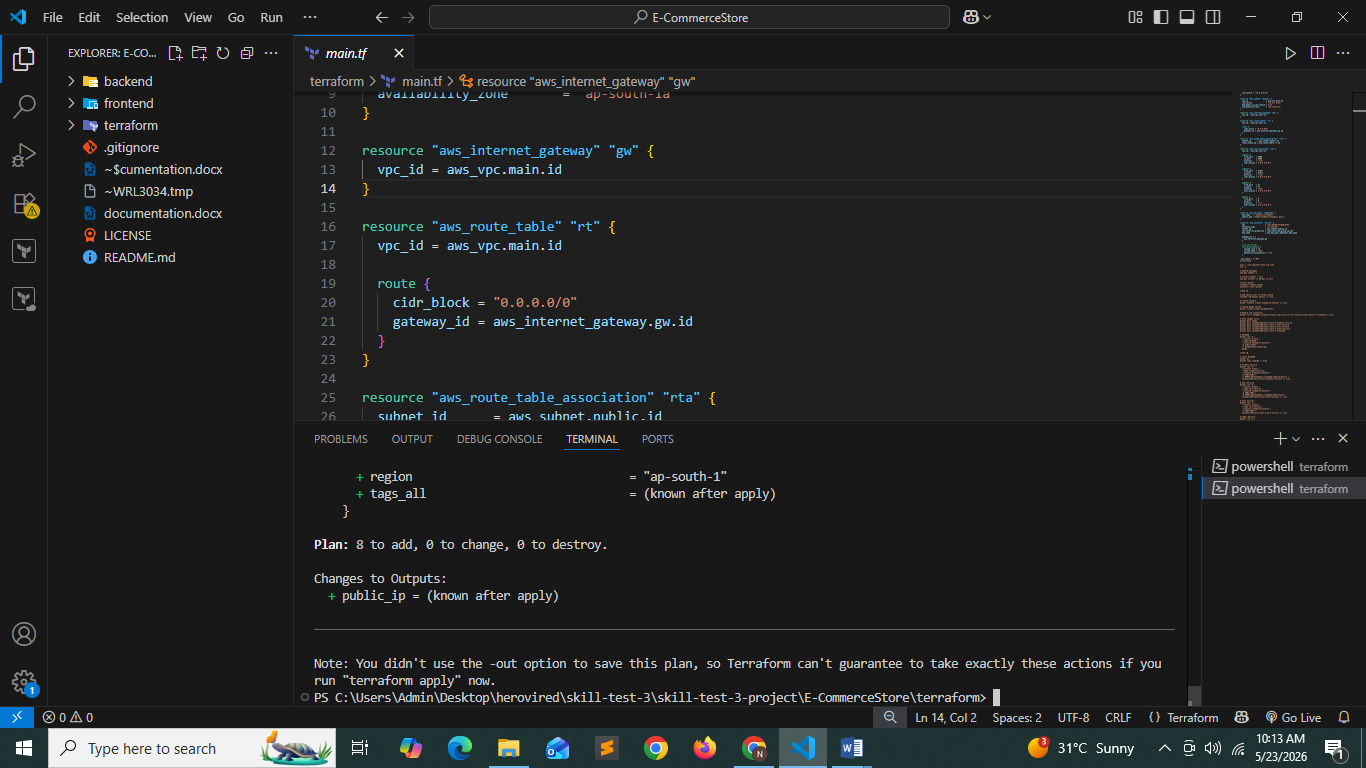 File Edit Selection View Go Run ···
E-CommerceStore
EXPLORER: E-CO...
backend
frontend
terraform
.gitignore
~$cumentation.docx
~WRL3034.tmp
documentation.docx
LICENSE
README.md
main.tf
terraform > main.tf > resource "aws_internet_gateway" "gw"
9 availability_zone = "ap-south-1a"
10 }
11
12 resource "aws_internet_gateway" "gw" {
13 vpc_id = aws_vpc.main.id
14 }
15
16 resource "aws_route_table" "rt" {
17 vpc_id = aws_vpc.main.id
18
19 route {
20 cidr_block = "0.0.0.0/0"
21 gateway_id = aws_internet_gateway.gw.id
22 }
23 }
24
25 resource "aws_route_table_association" "rta" {
26 subnet_id = aws_subnet.public.id
PROBLEMS OUTPUT DEBUG CONSOLE TERMINAL PORTS
+ region = "ap-south-1"
+ tags_all = (known after apply)
}
Plan: 8 to add, 0 to change, 0 to destroy.
Changes to Outputs:
+ public_ip = (known after apply)
Note: You didn't use the -out option to save this plan, so Terraform can't guarantee to take exactly these actions if you
run "terraform apply" now.
PS C:\Users\Admin\Desktop\herovired\skill-test-3\skill-test-3-project\E-CommerceStore\terraform>
powershell terraform
powershell terraform
1
0 0
Ln 14, Col 2 Spaces: 2 UTF-8 CRLF {} Terraform Go Live
Type here to search
3
31°C Sunny
10:13 AM
5/23/2026
1